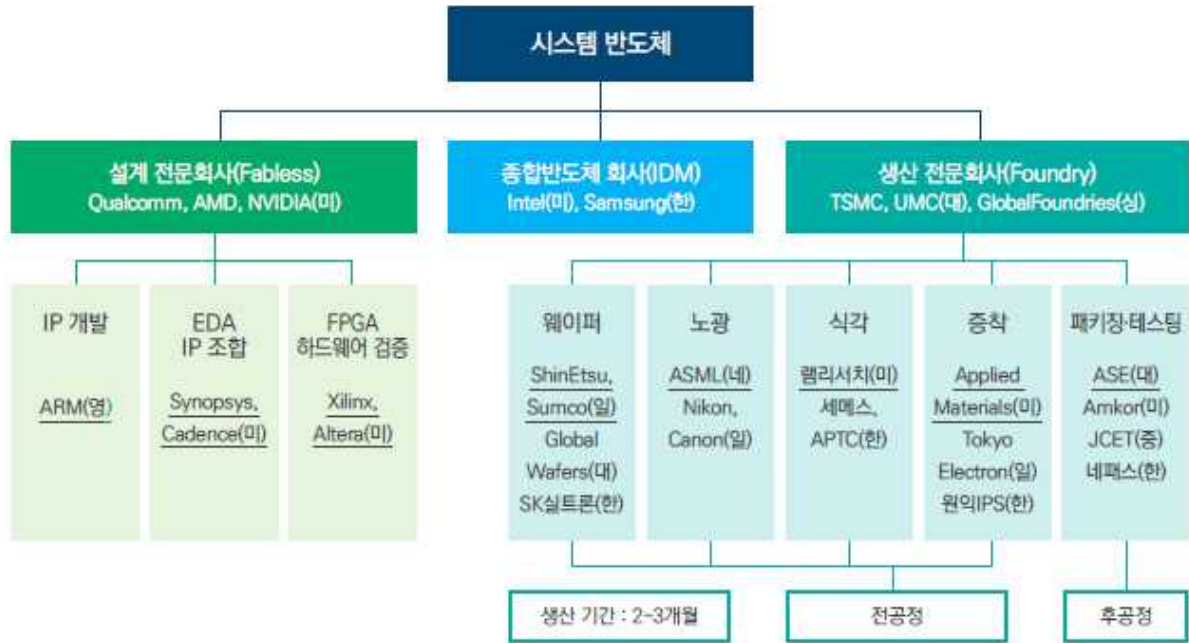 시스템 반도체
설계 전문회사(Fabless)
Qualcomm, AMD, NVIDIA(미)
종합반도체 회사(IDM)
Intel(미), Samsung(한)
생산 전문회사(Foundry)
TSMC, UMC(대), GlobalFoundries(싱)
IP 개발
ARM(영)
EDA
IP 조합
Synopsys,
Cadence(미)
FPGA
하드웨어 검증
Xilinx,
Altera(미)
웨이퍼
ShinEtsu,
Sumco(일)
Global
Wafers(대)
SK실트론(한)
노광
ASML(네)
Nikon,
Canon(일)
식각
램리서치(미)
세메스,
APTC(한)
증착
Applied
Materials(미)
Tokyo
Electron(일)
원익IPS(한)
패키징·테스팅
ASE(대)
Amkor(미)
JCET(중)
네패스(한)
생산 기간 : 2-3개월
전공정
후공정